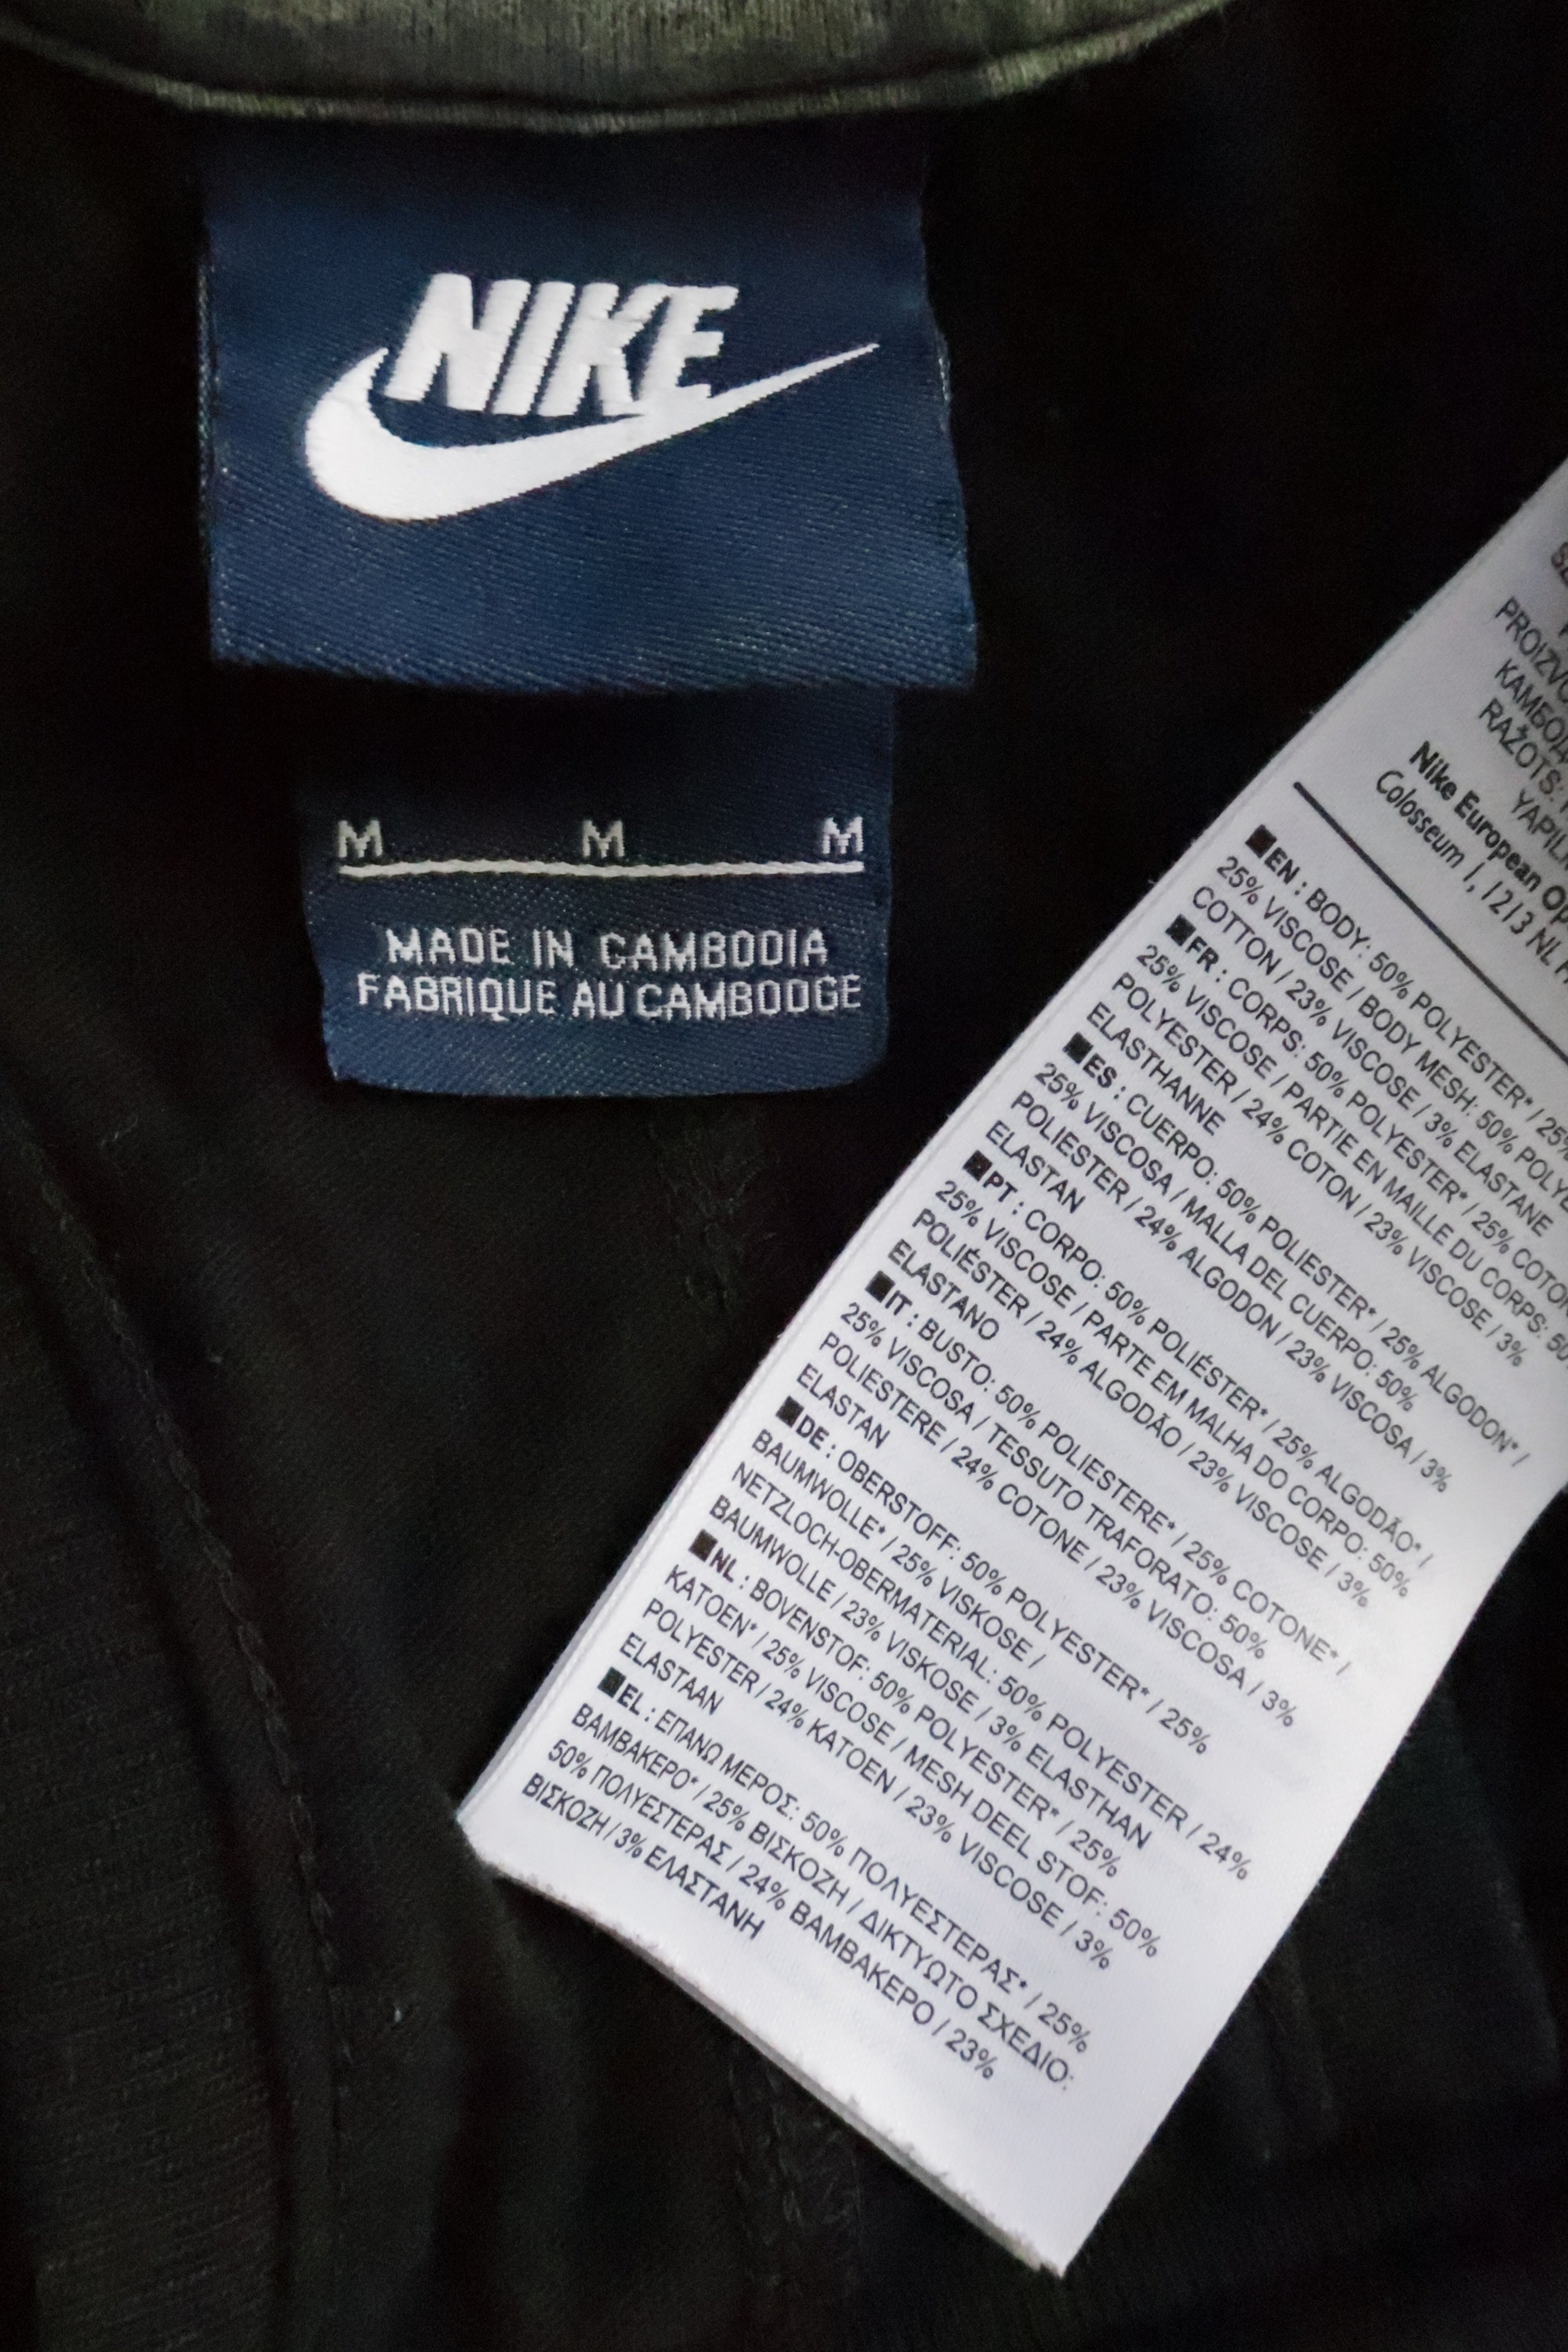 NIKE
M M M
MADE IN CAMBODIA
FABRIQUE AU CAMBODGE
RAŽOTS:
Nike European
Colosseum 1, 1213 NL
EN : BODY: 50% POLYESTER* / 25%
25% VISCOSE / BODY MESH: 50%
COTTON / 23% VISCOSE / 3% ELASTANE
FR : CORPS: 50% POLYESTER* / 25% COTON
25% VISCOSE / PARTIE EN MAILLE DU CORPS:
POLYESTER / 24% COTON / 23% VISCOSE / 3%
ELASTHANNE
ES : CUERPO: 50% POLIESTER* / 25% ALGODON* /
25% VISCOSA / MALLA DEL CUERPO: 50%
POLIESTER / 24% ALGODON / 23% VISCOSA / 3%
ELASTAN
PT : CORPO: 50% POLIÉSTER* / 25% ALGODÃO* /
25% VISCOSE / PARTE EM MALHA DO CORPO: 50%
POLIÉSTER / 24% ALGODÃO / 23% VISCOSE / 3%
ELASTANO
IT : BUSTO: 50% POLIESTERE* / 25% COTONE* /
25% VISCOSA / TESSUTO TRAFORATO: 50%
POLIESTERE / 24% COTONE / 23% VISCOSA / 3%
ELASTAN
DE : OBERSTOFF: 50% POLYESTER* / 25%
BAUMWOLLE* / 25% VISKOSE /
NETZLOCH-OBERMATERIAL: 50% POLYESTER / 24%
BAUMWOLLE / 23% VISKOSE / 3% ELASTHAN
NL : BOVENSTOF: 50% POLYESTER* / 25%
KATOEN* / 25% VISCOSE / MESH DEEL STOF: 50%
POLYESTER / 24% KATOEN / 23% VISCOSE / 3%
ELASTAAN
EL : ΕΠΑΝΩ ΜΕΡΟΣ: 50% ΠΟΛΥΕΣΤΕΡΑΣ* / 25%
ΒΑΜΒΑΚΕΡΟ* / 25% ΒΙΣΚΟΖΗ / ΔΙΚΤΥΩΤΟ ΣΧΕΔΙΟ:
50% ΠΟΛΥΕΣΤΕΡΑΣ / 24% ΒΑΜΒΑΚΕΡΟ / 23%
ΒΙΣΚΟΖΗ / 3% ΕΛΑΣΤΑΝΗ